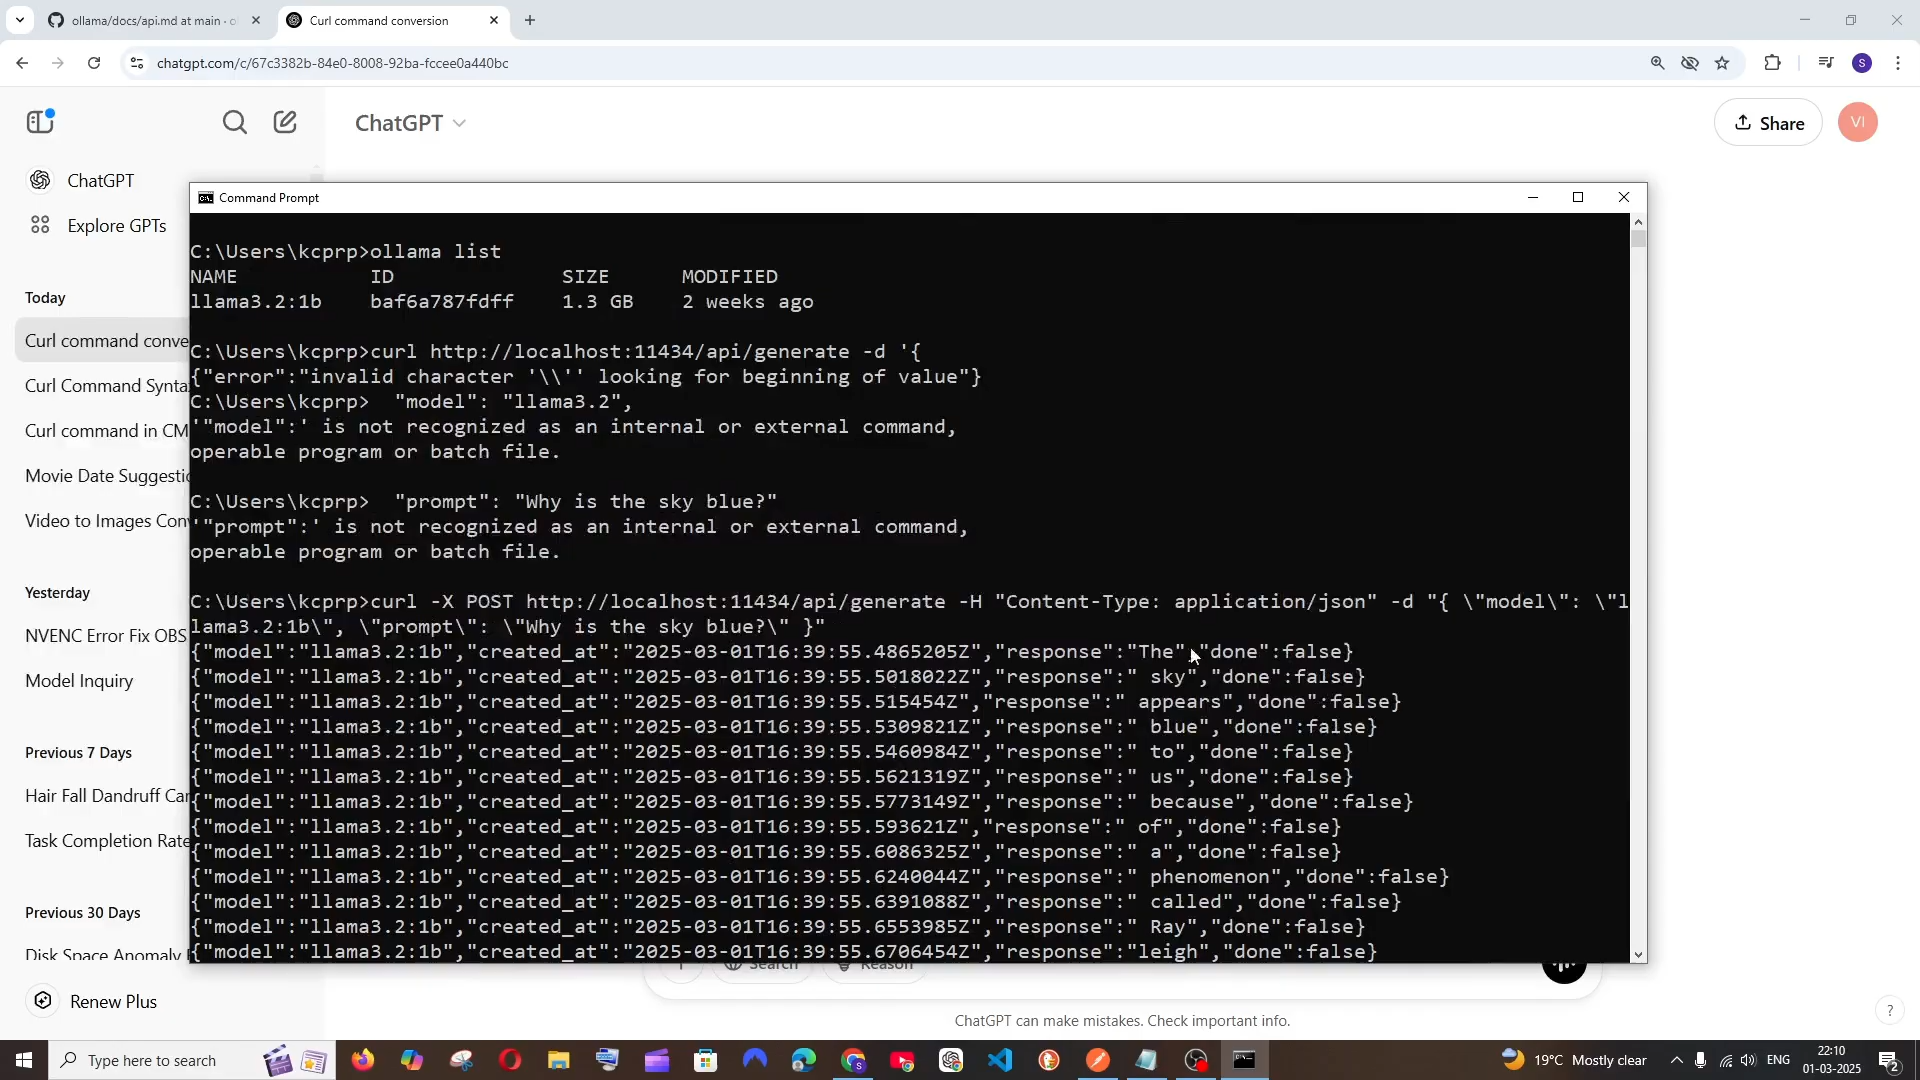 ollama/docs/api.md at main · o
Curl command conversion
chatgpt.com/c/67c3382b-84e0-8008-92ba-fccee0a440bc
S
ChatGPT
Share
VI
ChatGPT
Explore GPTs
Today
Curl command conve
Curl Command Synta
Curl command in CM
Movie Date Suggesti
Video to Images Con
Yesterday
NVENC Error Fix OBS
Model Inquiry
Previous 7 Days
Hair Fall Dandruff Car
Task Completion Rate
Previous 30 Days
Disk Space Anomaly
Renew Plus
Command Prompt
C:\Users\kcprp>ollama list
NAME ID SIZE MODIFIED
llama3.2:1b baf6a787fdff 1.3 GB 2 weeks ago
C:\Users\kcprp>curl http://localhost:11434/api/generate -d '{
{"error":"invalid character '\\'' looking for beginning of value"}
C:\Users\kcprp>  "model": "llama3.2",
'"model":' is not recognized as an internal or external command,
operable program or batch file.
C:\Users\kcprp>  "prompt": "Why is the sky blue?"
'"prompt":' is not recognized as an internal or external command,
operable program or batch file.
C:\Users\kcprp>curl -X POST http://localhost:11434/api/generate -H "Content-Type: application/json" -d "{ \"model\": \"l
lama3.2:1b\", \"prompt\": \"Why is the sky blue?\" }"
{"model":"llama3.2:1b","created_at":"2025-03-01T16:39:55.4865205Z","response":"The","done":false}
{"model":"llama3.2:1b","created_at":"2025-03-01T16:39:55.5018022Z","response":" sky","done":false}
{"model":"llama3.2:1b","created_at":"2025-03-01T16:39:55.515454Z","response":" appears","done":false}
{"model":"llama3.2:1b","created_at":"2025-03-01T16:39:55.5309821Z","response":" blue","done":false}
{"model":"llama3.2:1b","created_at":"2025-03-01T16:39:55.5460984Z","response":" to","done":false}
{"model":"llama3.2:1b","created_at":"2025-03-01T16:39:55.5621319Z","response":" us","done":false}
{"model":"llama3.2:1b","created_at":"2025-03-01T16:39:55.5773149Z","response":" because","done":false}
{"model":"llama3.2:1b","created_at":"2025-03-01T16:39:55.593621Z","response":" of","done":false}
{"model":"llama3.2:1b","created_at":"2025-03-01T16:39:55.6086325Z","response":" a","done":false}
{"model":"llama3.2:1b","created_at":"2025-03-01T16:39:55.6240044Z","response":" phenomenon","done":false}
{"model":"llama3.2:1b","created_at":"2025-03-01T16:39:55.6391088Z","response":" called","done":false}
{"model":"llama3.2:1b","created_at":"2025-03-01T16:39:55.6553985Z","response":" Ray","done":false}
{"model":"llama3.2:1b","created_at":"2025-03-01T16:39:55.6706454Z","response":"leigh","done":false}
Search Reason
ChatGPT can make mistakes. Check important info.
?
Type here to search
19°C Mostly clear
ENG
22:10
01-03-2025
2